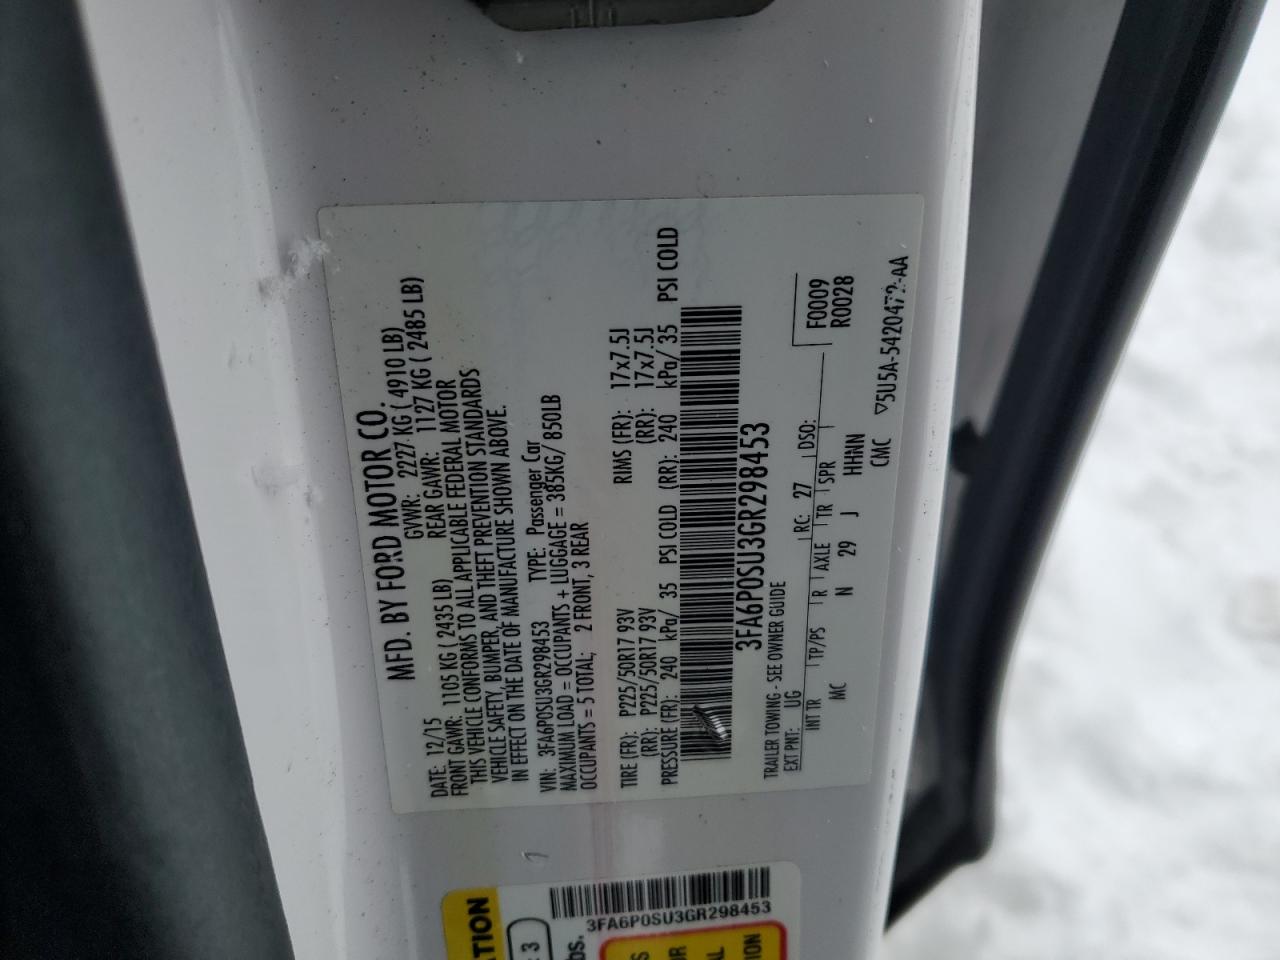 MFD. BY FORD MOTOR CO.
DATE: 12/15 GVWR: 2227 KG ( 4910 LB)
FRONT GAWR: 1105 KG ( 2435 LB) REAR GAWR: 1127 KG ( 2485 LB)
THIS VEHICLE CONFORMS TO ALL APPLICABLE FEDERAL MOTOR
VEHICLE SAFETY, BUMPER, AND THEFT PREVENTION STANDARDS
IN EFFECT ON THE DATE OF MANUFACTURE SHOWN ABOVE.
VIN: 3FA6P0SU3GR298453 TYPE: Passenger Car
MAXIMUM LOAD = OCCUPANTS + LUGGAGE = 385KG/ 850LB
OCCUPANTS = 5 TOTAL; 2 FRONT, 3 REAR
TIRE (FR): P225/50R17 93V RIMS (FR): 17x7.5J
(RR): P225/50R17 93V (RR): 17x7.5J
PRESSURE (FR): 240 kPa/ 35 PSI COLD (RR): 240 kPa/ 35 PSI COLD
3FA6P0SU3GR298453
TRAILER TOWING - SEE OWNER GUIDE
EXT PNT: UG RC: 27 DSO: F0009
R0028
INT TR TP/PS R AXLE TR SPR
MC N 29 J HHNN
CMC ▽5U5A-5420472-AA
3FA6P0SU3GR298453
3